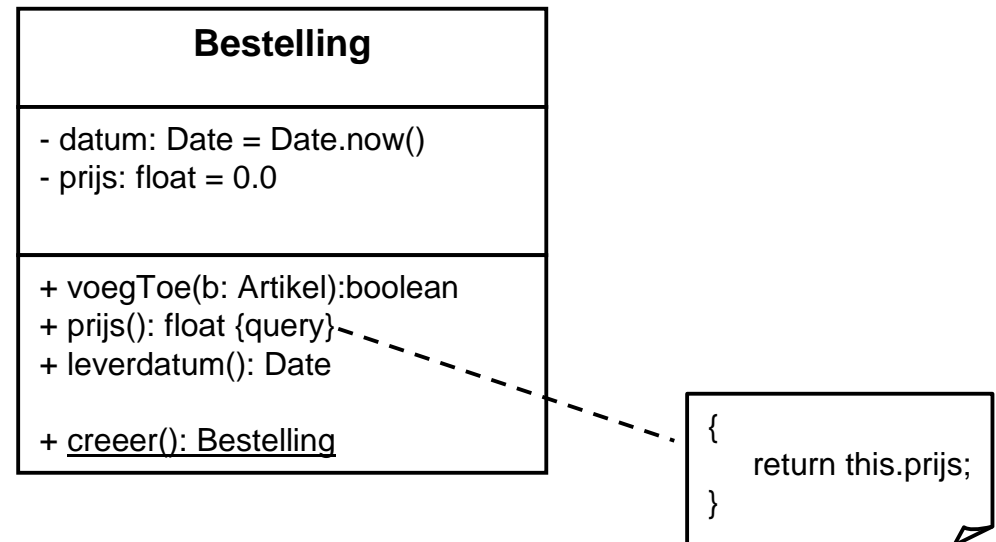 Bestelling
- datum: Date = Date.now()
- prijs: float = 0.0
+ voegToe(b: Artikel):boolean
+ prijs(): float {query}
+ leverdatum(): Date
+ creeer(): Bestelling
{
return this.prijs;
}